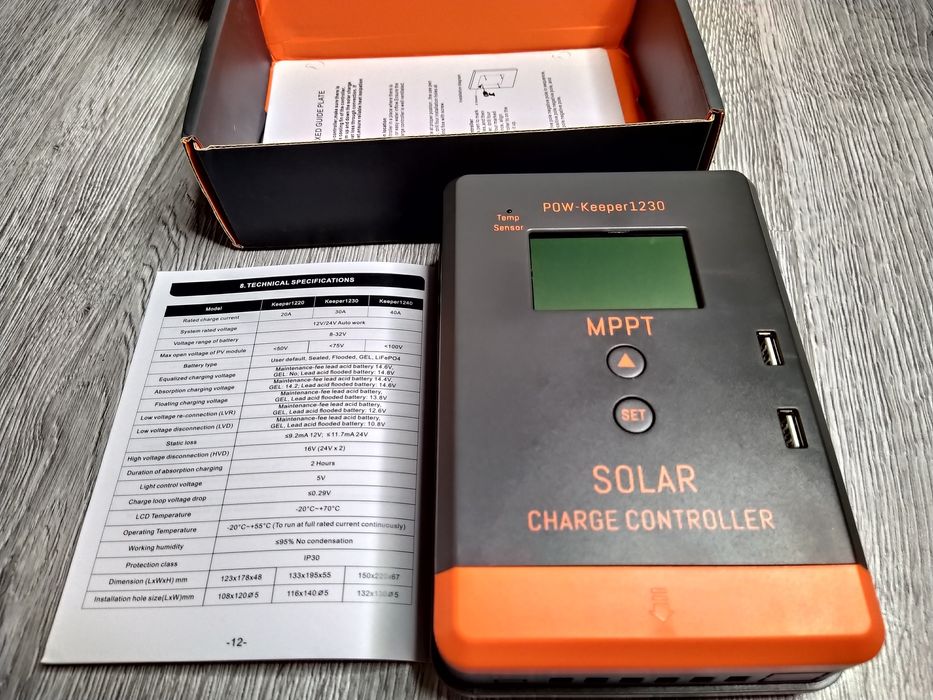 XED GUIDE PLATE
Installation diagram
POW-Keeper1230
Temp
Sensor
MPPT
SET
SOLAR
CHARGE CONTROLLER
8. TECHNICAL SPECIFICATIONS
Model Keeper1220 Keeper1230 Keeper1240
Rated charge current 20A 30A 40A
System rated voltage 12V/24V Auto work
Voltage range of battery 8-32V
Max open voltage of PV module <50V <75V <100V
Battery type User default, Sealed, Flooded, GEL, LiFePO4
Equalized charging voltage Maintenance-fee lead acid battery 14.6V,
GEL: No; Lead acid flooded battery: 14.8V
Absorption charging voltage Maintenance-fee lead acid battery 14.4V,
GEL: 14.2; Lead acid flooded battery: 14.6V
Floating charging voltage Maintenance-fee lead acid battery,
GEL, Lead acid flooded battery: 13.8V
Low voltage re-connection (LVR) Maintenance-fee lead acid battery,
GEL, Lead acid flooded battery: 12.6V
Low voltage disconnection (LVD) Maintenance-fee lead acid battery,
GEL, Lead acid flooded battery: 10.8V
Static loss ≤9.2mA 12V; ≤11.7mA 24V
High voltage disconnection (HVD) 16V (24V x 2)
Duration of absorption charging 2 Hours
Light control voltage 5V
Charge loop voltage drop ≤0.29V
LCD Temperature -20°C~+70°C
Operating Temperature -20°C~+55°C (To run at full rated current continuously)
Working humidity ≤95% No condensation
Protection class IP30
Dimension (LxWxH) mm 123x178x48 133x195x55
Installation hole size(LxW)mm 108x120ø5 116x140ø5
-12-